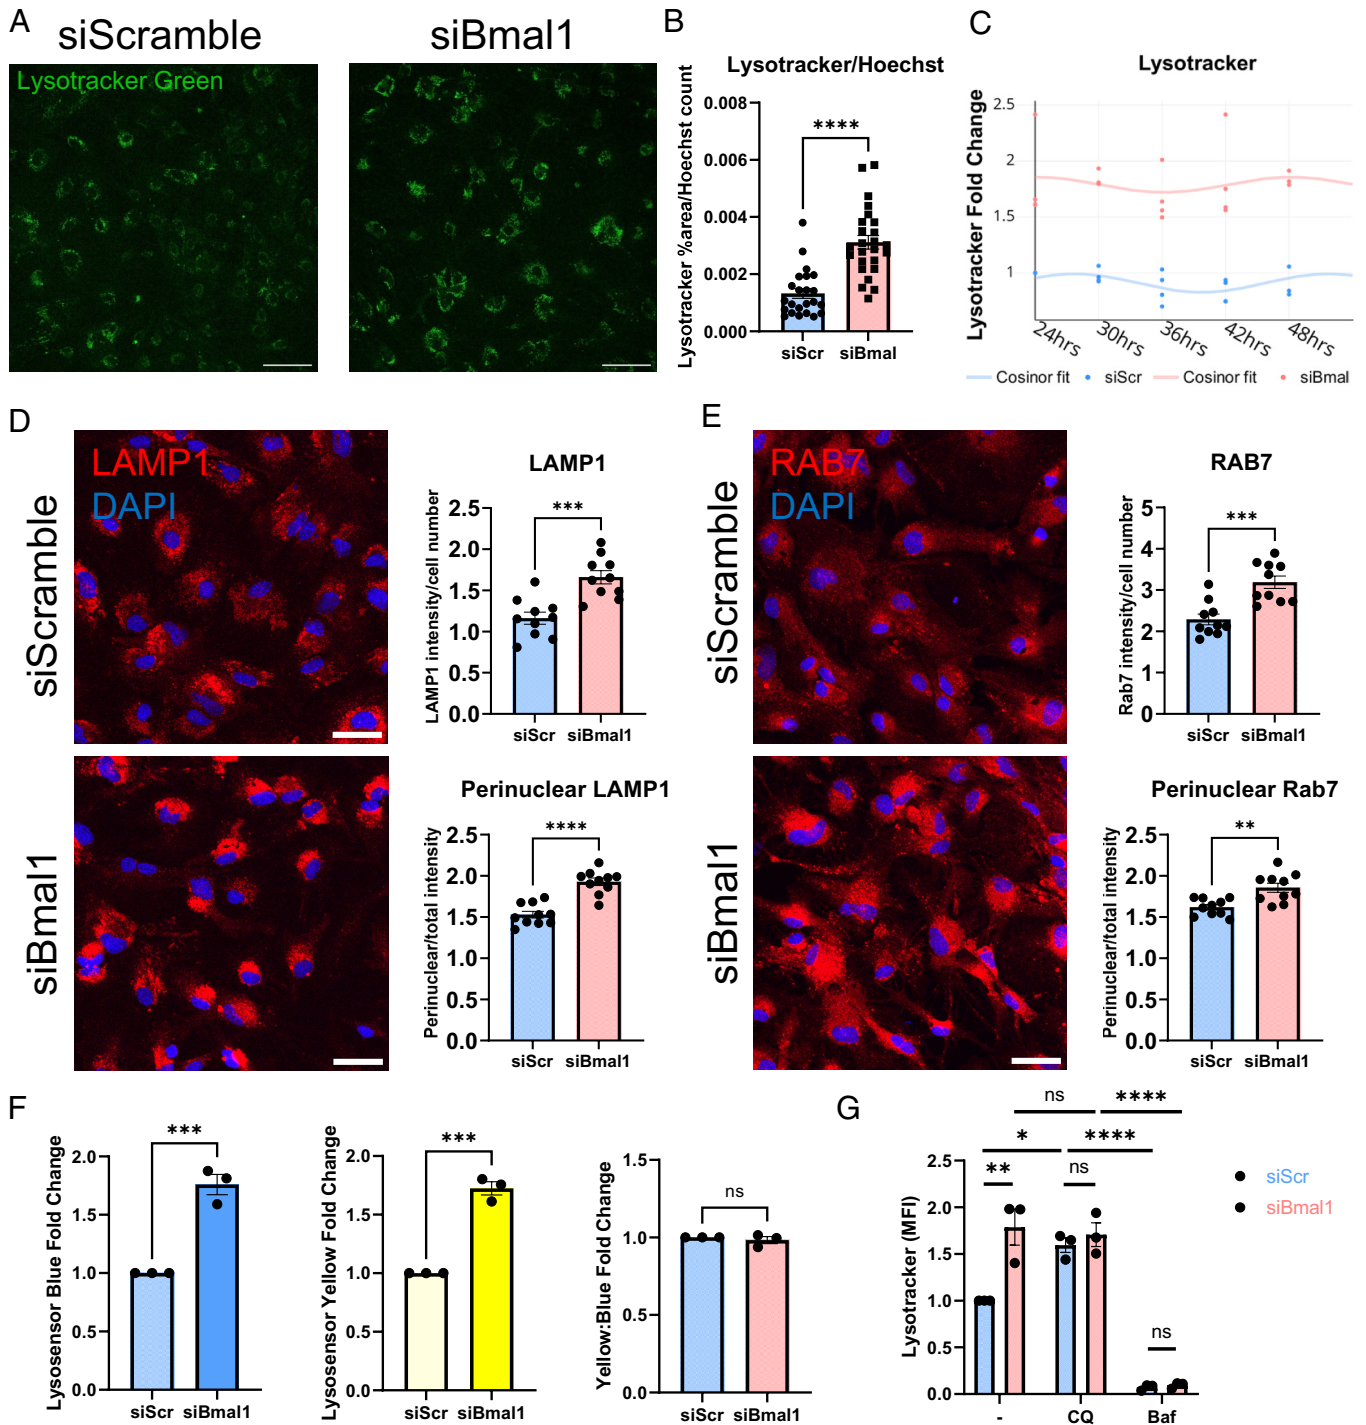 A
siScramble
siBmal1
Lysotracker Green
B
Lysotracker/Hoechst
Lysotracker %area/Hoechst count
0.008
0.006
0.004
0.002
0.000
****
siScr
siBmal
C
Lysotracker
Lysotracker Fold Change
2.5
2
1.5
1
24hrs
30hrs
36hrs
42hrs
48hrs
Cosinor fit
siScr
Cosinor fit
siBmal
D
siScramble
LAMP1
DAPI
siBmal1
LAMP1
LAMP1 intensity/cell number
2.5
2.0
1.5
1.0
0.5
0.0
***
siScr
siBmal1
Perinuclear LAMP1
Perinuclear/total intensity
2.5
2.0
1.5
1.0
0.5
0.0
****
siScr
siBmal1
E
siScramble
RAB7
DAPI
siBmal1
RAB7
Rab7 intensity/cell number
5
4
3
2
1
0
***
siScr
siBmal1
Perinuclear Rab7
Perinuclear/total intensity
2.5
2.0
1.5
1.0
0.5
0.0
**
siScr
siBmal1
F
Lysosensor Blue Fold Change
2.0
1.5
1.0
0.5
0.0
***
siScr
siBmal1
Lysosensor Yellow Fold Change
2.0
1.5
1.0
0.5
0.0
***
siScr
siBmal1
Yellow:Blue Fold Change
1.5
1.0
0.5
0.0
ns
siScr
siBmal1
G
ns
****
*
****
**
ns
ns
Lysotracker (MFI)
2.5
2.0
1.5
1.0
0.5
0.0
-
CQ
Baf
siScr
siBmal1